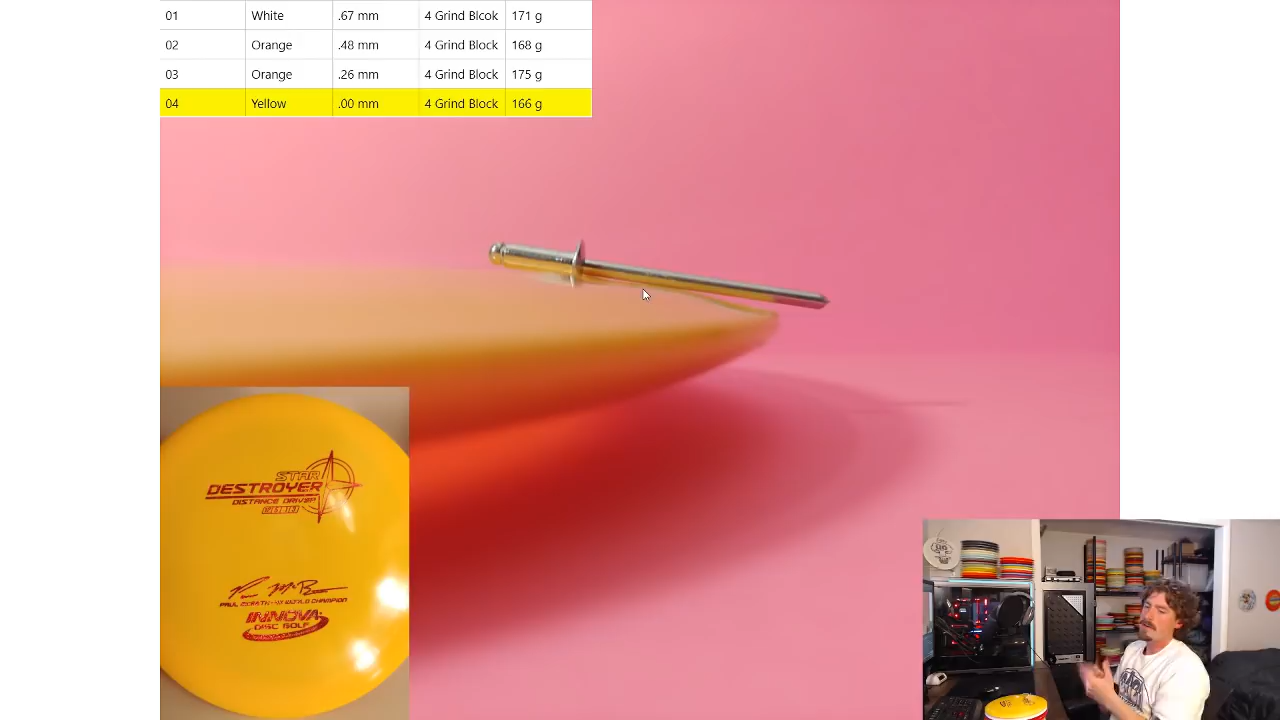 01 White .67 mm 4 Grind Blcok 171 g
02 Orange .48 mm 4 Grind Block 168 g
03 Orange .26 mm 4 Grind Block 175 g
04 Yellow .00 mm 4 Grind Block 166 g
STAR
DESTROYER
DISTANCE DRIVER
PAUL MCBETH - 4X WORLD CHAMPION
INNOVA
DISC GOLF